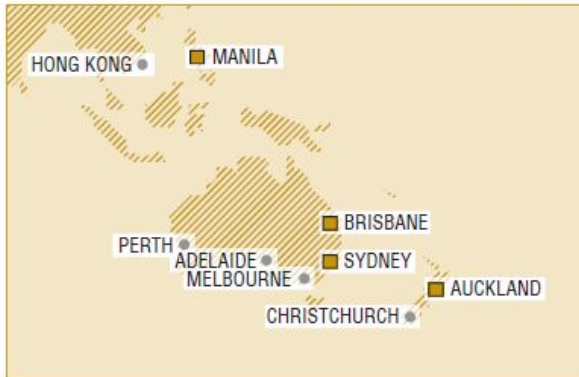 HONG KONG
MANILA
BRISBANE
PERTH
ADELAIDE
SYDNEY
MELBOURNE
AUCKLAND
CHRISTCHURCH